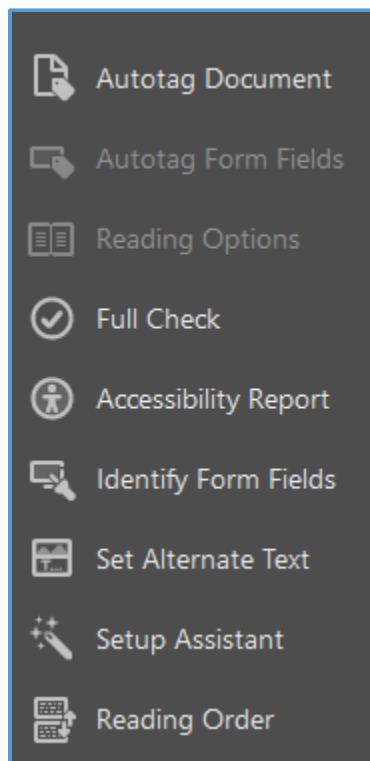 Autotag Document
Autotag Form Fields
Reading Options
Full Check
Accessibility Report
Identify Form Fields
Set Alternate Text
Setup Assistant
Reading Order